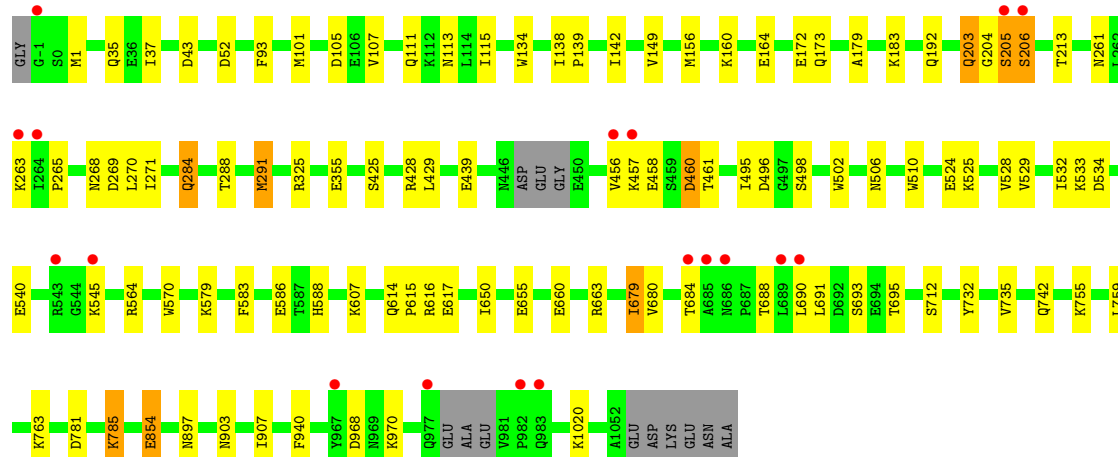 GLY G-1 S0 M1 Q35 E36 I37 D43 D52 F93 M101 D105 E106 V107 Q111 K112 N113 L114 I115 W134 I138 P139 I142 V149 M156 K160 E164 E172 Q173 A179 K183 Q192 Q203 G204 S205 S206 T213 N261 L262
K263 I264 P265 N268 D269 L270 I271 Q284 T288 M291 R325 E355 S425 R428 L429 E439 N446 ASP GLU GLY E450 V456 K457 E458 S459 D460 T461 I495 D496 G497 S498 W502 N506 W510 E524 K525 V528 V529 I532 K533 D534
E540 R543 G544 K545 R564 W570 K579 F583 E586 T587 H588 K607 Q614 P615 R616 E617 I650 E655 E660 R663 I679 V680 T684 A685 N686 P687 T688 L689 L690 L691 D692 S693 E694 T695 S712 Y732 V735 Q742 K755 L759
K763 D781 K785 E854 N897 N903 I907 F940 Y967 D968 N969 K970 Q977 GLU ALA GLU V981 P982 Q983 K1020 A1052 GLU ASP LYS GLU ASN ALA